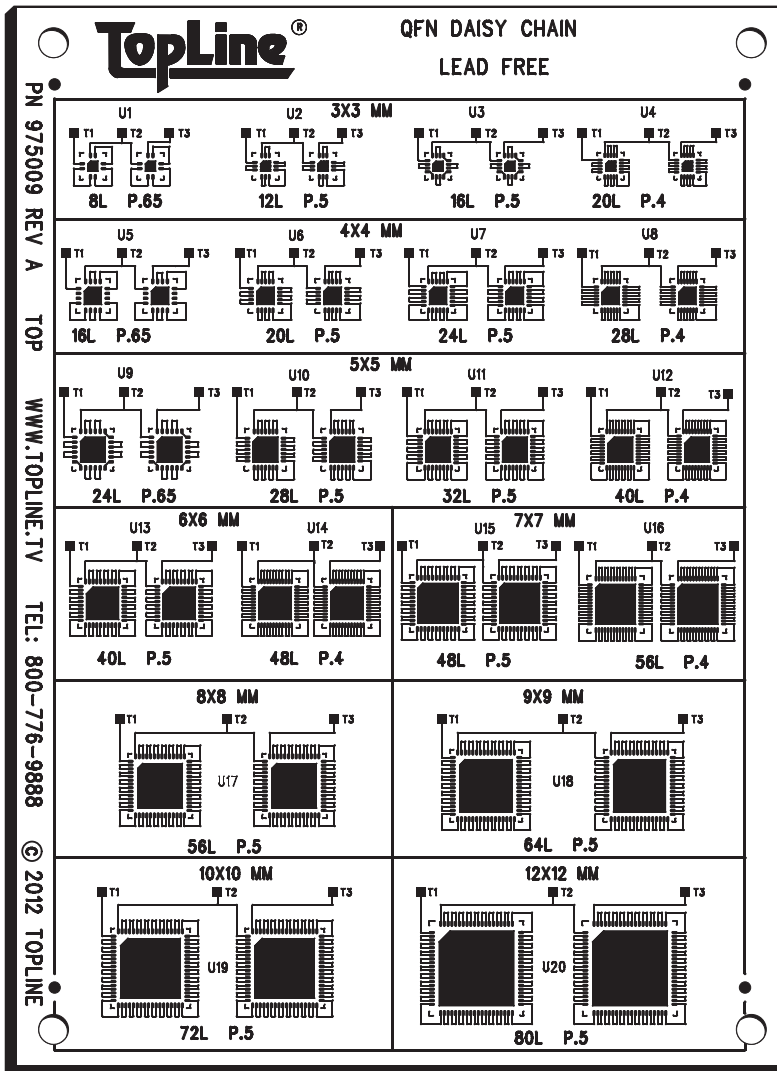 TOPLINE®
QFN DAISY CHAIN
LEAD FREE
PN 975009 REV A TOP WWW.TOPLINE.TV TEL: 800-776-9888 © 2012 TOPLINE
3X3 MM
U1 U2 U3 U4
T1 T2 T3 T1 T2 T3 T1 T2 T3 T1 T2 T3
8L P.65 12L P.5 16L P.5 20L P.4
4X4 MM
U5 U6 U7 U8
T1 T2 T3 T1 T2 T3 T1 T2 T3 T1 T2 T3
16L P.65 20L P.5 24L P.5 28L P.4
5X5 MM
U9 U10 U11 U12
T1 T2 T3 T1 T2 T3 T1 T2 T3 T1 T2 T3
24L P.65 28L P.5 32L P.5 40L P.4
6X6 MM
U13 U14
T1 T2 T3 T1 T2 T3
40L P.5 48L P.4
7X7 MM
U15 U16
T1 T2 T3 T1 T2 T3
48L P.5 56L P.4
8X8 MM
T1 T2 T3
U17
56L P.5
9X9 MM
T1 T2 T3
U18
64L P.5
10X10 MM
T1 T2 T3
U19
72L P.5
12X12 MM
T1 T2 T3
U20
80L P.5